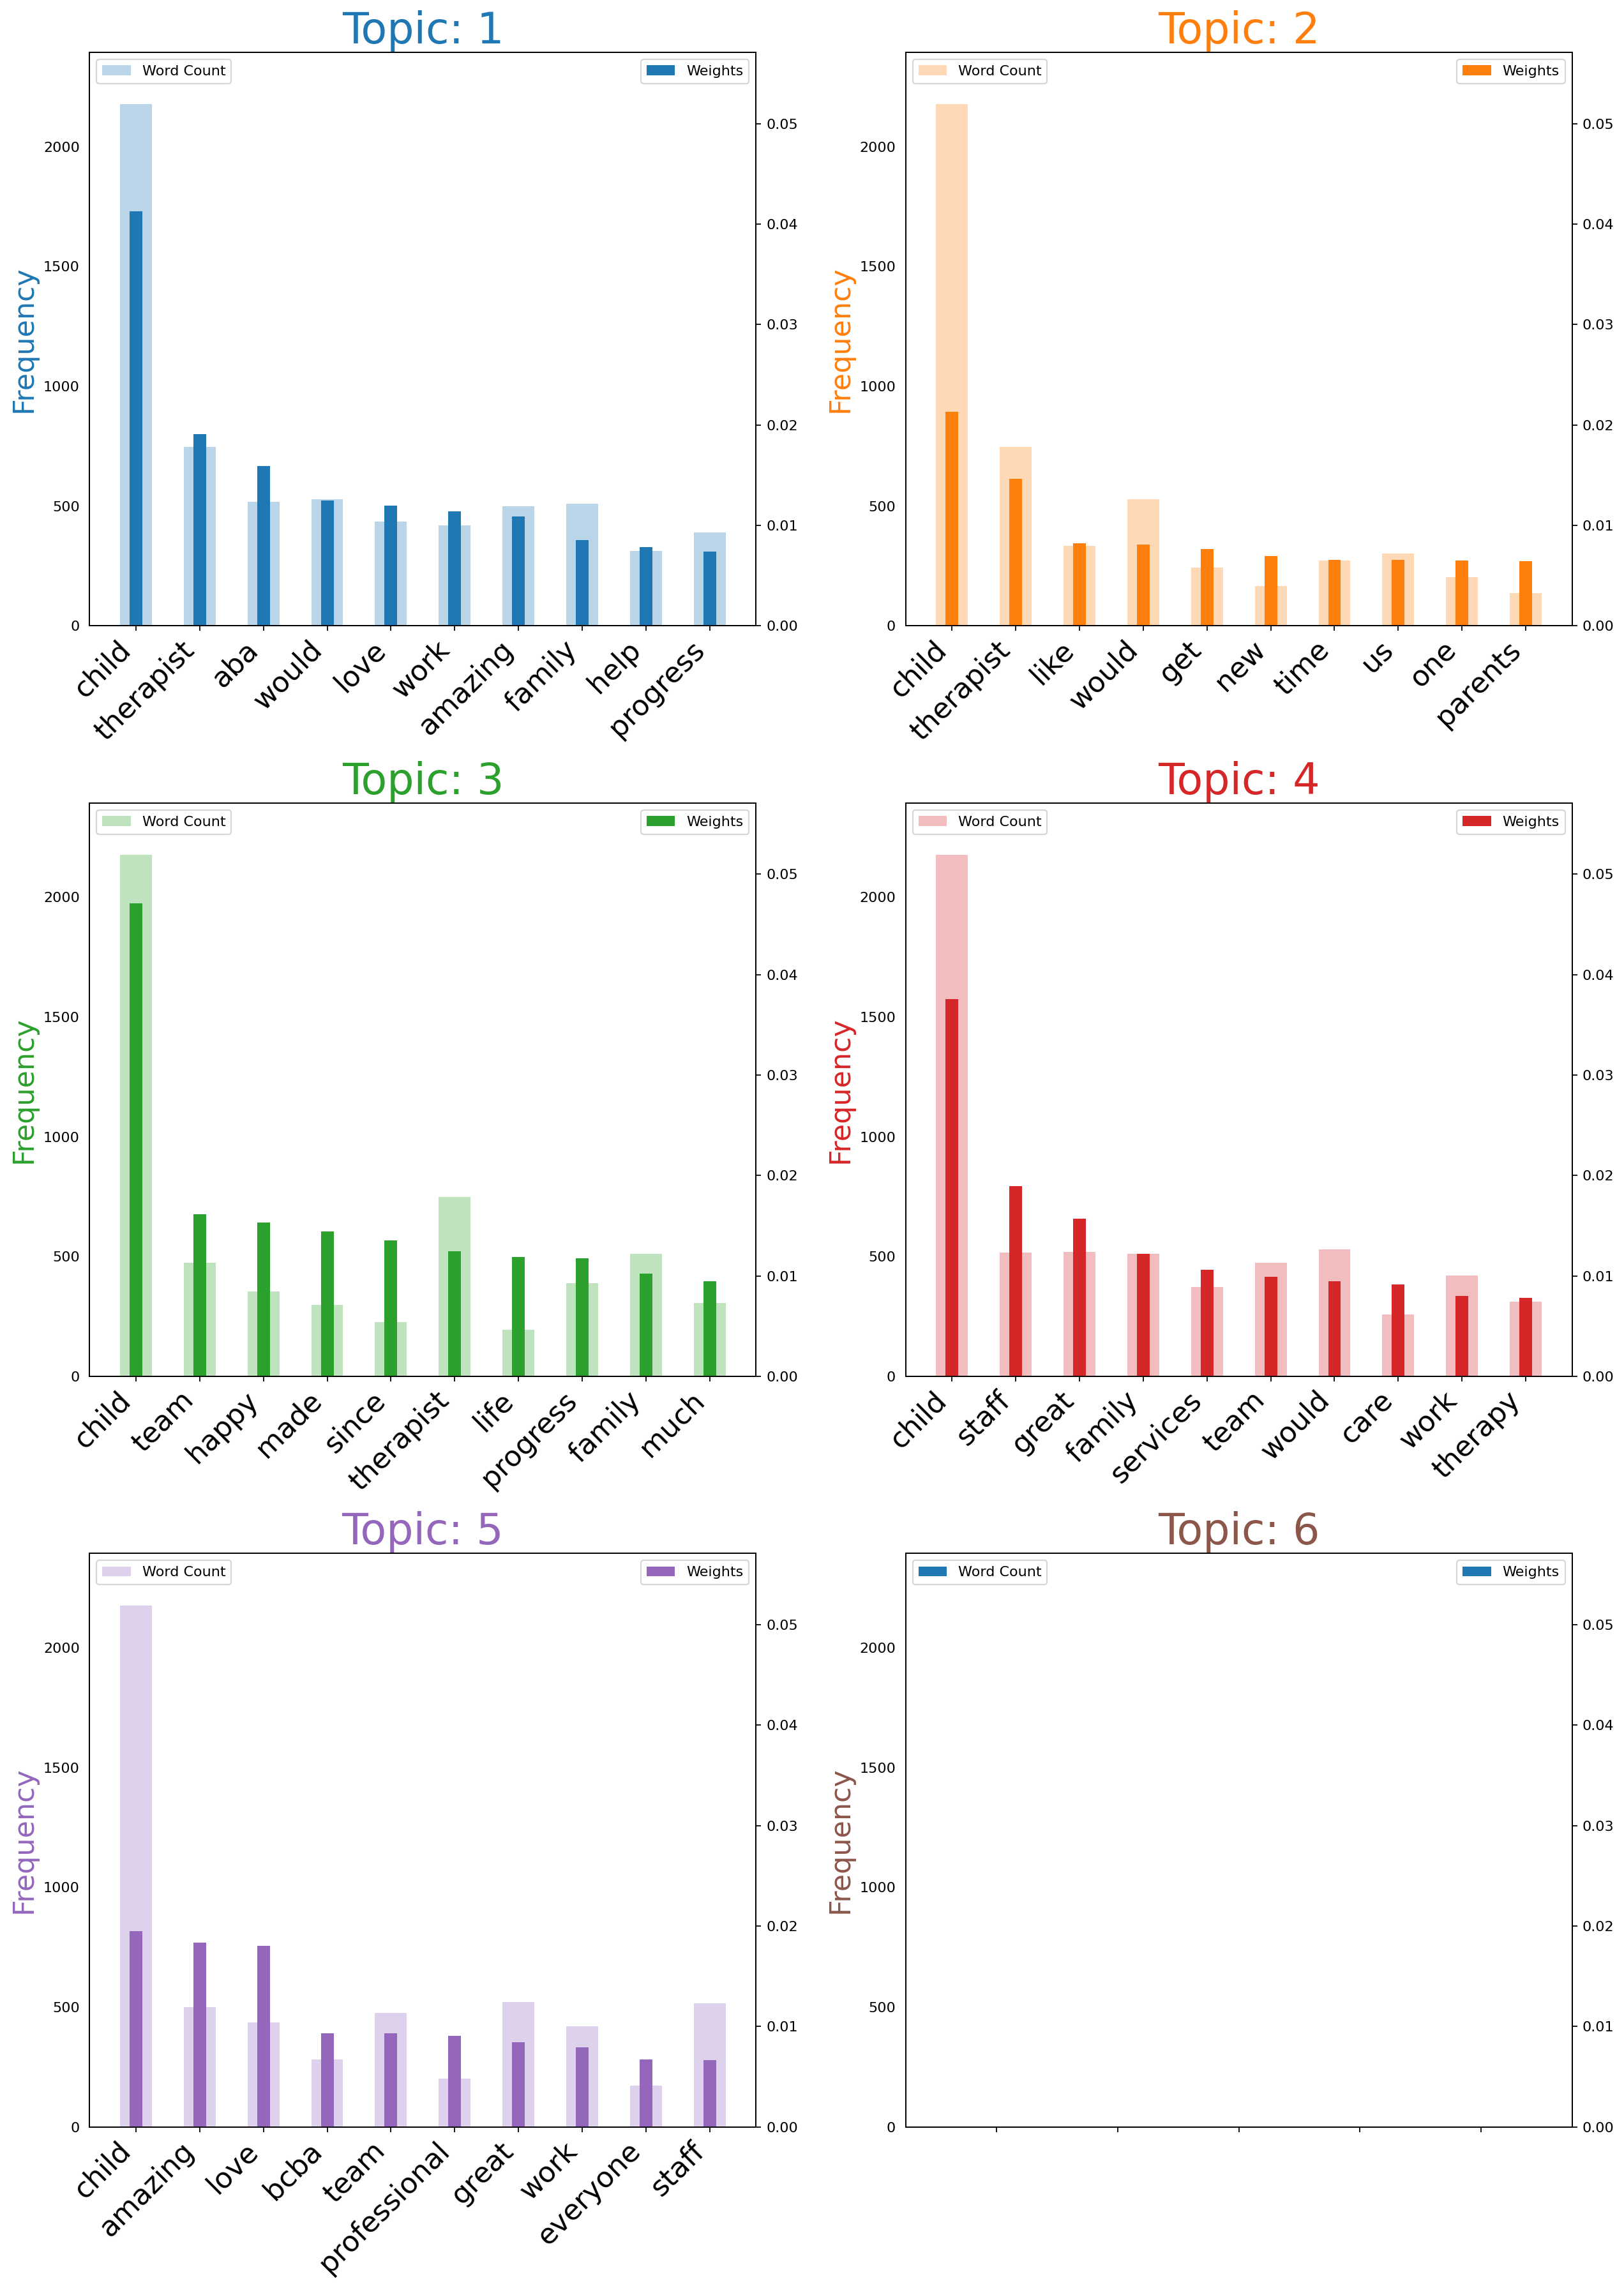 Topic: 1
Word Count
Weights
Frequency
2000
1500
1000
500
0
0.05
0.04
0.03
0.02
0.01
0.00
child
therapist
aba
would
love
work
amazing
family
help
progress
Topic: 2
Word Count
Weights
Frequency
2000
1500
1000
500
0
0.05
0.04
0.03
0.02
0.01
0.00
child
therapist
like
would
get
new
time
us
one
parents
Topic: 3
Word Count
Weights
Frequency
2000
1500
1000
500
0
0.05
0.04
0.03
0.02
0.01
0.00
child
team
happy
made
since
therapist
life
progress
family
much
Topic: 4
Word Count
Weights
Frequency
2000
1500
1000
500
0
0.05
0.04
0.03
0.02
0.01
0.00
child
staff
great
family
services
team
would
care
work
therapy
Topic: 5
Word Count
Weights
Frequency
2000
1500
1000
500
0
0.05
0.04
0.03
0.02
0.01
0.00
child
amazing
love
bcba
team
professional
great
work
everyone
staff
Topic: 6
Word Count
Weights
Frequency
2000
1500
1000
500
0
0.05
0.04
0.03
0.02
0.01
0.00